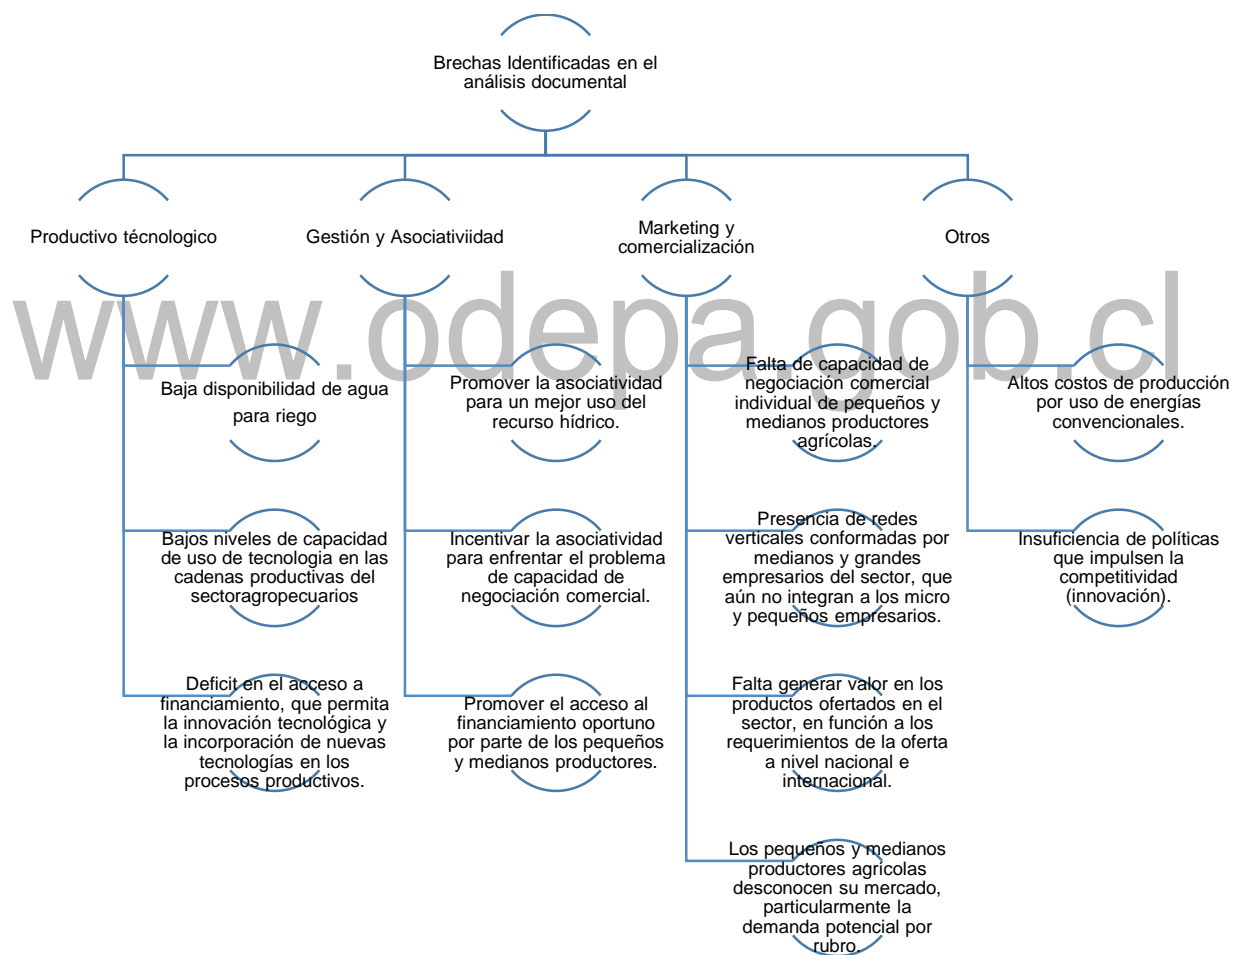 Brechas Identificadas en el
análisis documental
Productivo técnologico
Gestión y Asociativiidad
Marketing y
comercialización
Otros
www.odepa.gob.cl
Baja disponibilidad de agua
para riego
Bajos niveles de capacidad
de uso de tecnologia en las
cadenas productivas del
sectoragropecuarios
Deficit en el acceso a
financiamiento, que permita
la innovación tecnológica y
la incorporación de nuevas
tecnologías en los
procesos productivos.
Promover la asociatividad
para un mejor uso del
recurso hídrico.
Incentivar la asociatividad
para enfrentar el problema
de capacidad de
negociación comercial.
Promover el acceso al
financiamiento oportuno
por parte de los pequeños
y medianos productores.
Falta de capacidad de
negociación comercial
individual de pequeños y
medianos productores
agrícolas.
Presencia de redes
verticales conformadas por
medianos y grandes
empresarios del sector, que
aún no integran a los micro
y pequeños empresarios.
Falta generar valor en los
productos ofertados en el
sector, en función a los
requerimientos de la oferta
a nivel nacional e
internacional.
Los pequeños y medianos
productores agrícolas
desconocen su mercado,
particularmente la
demanda potencial por
rubro.
Altos costos de producción
por uso de energías
convencionales.
Insuficiencia de políticas
que impulsen la
competitividad
(innovación).